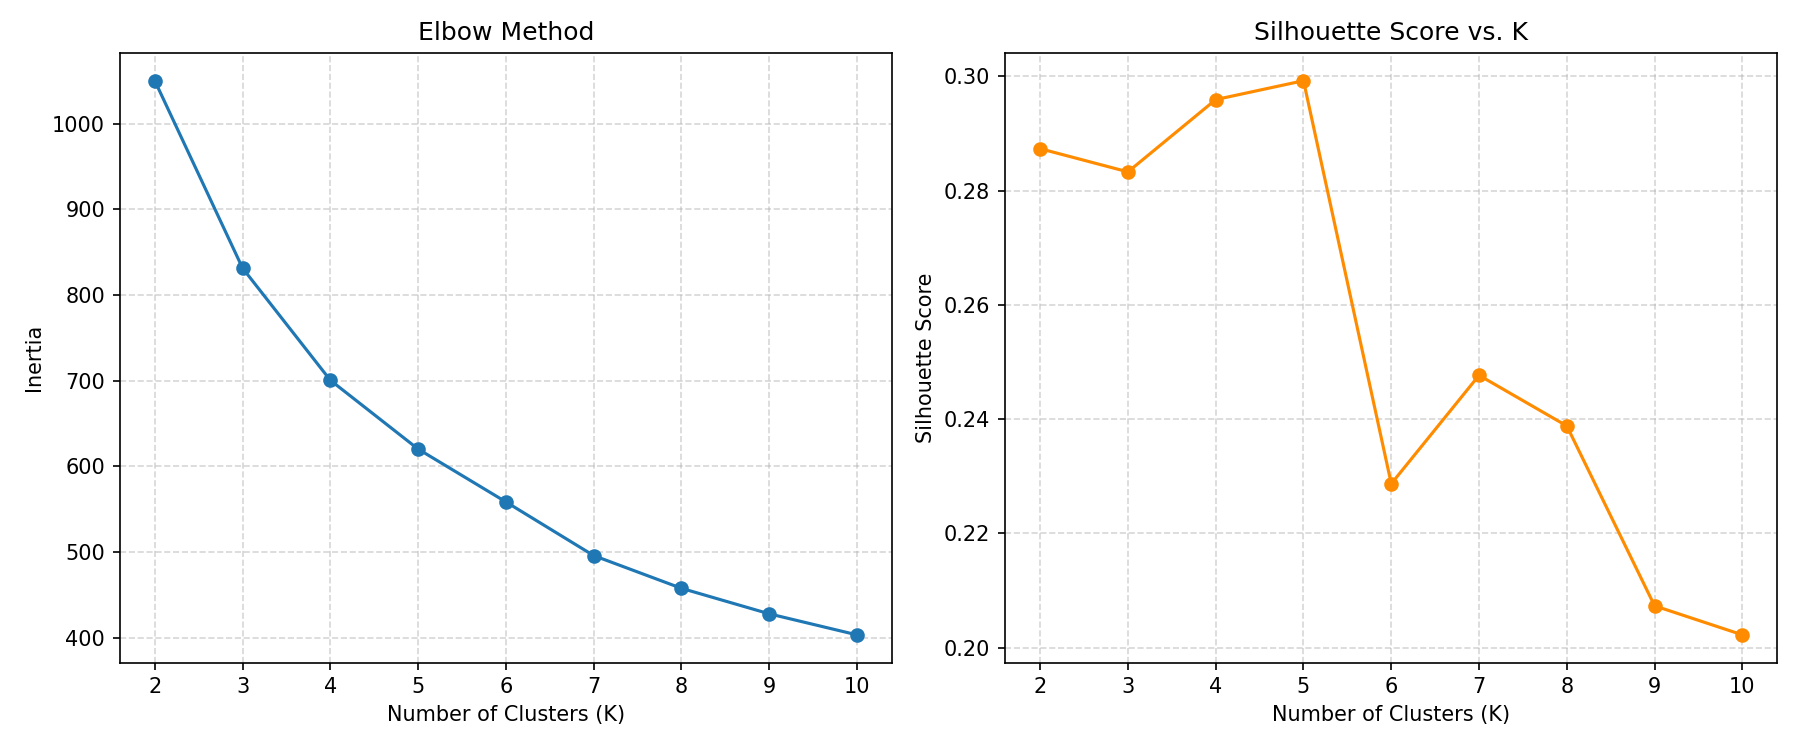 Elbow Method
Inertia
1000
900
800
700
600
500
400
2 3 4 5 6 7 8 9 10
Number of Clusters (K)
Silhouette Score vs. K
Silhouette Score
0.30
0.28
0.26
0.24
0.22
0.20
2 3 4 5 6 7 8 9 10
Number of Clusters (K)